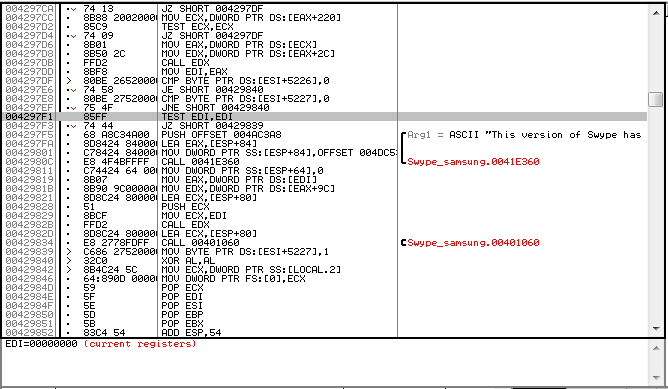 004297CA 74 13 JZ SHORT 004297DF
004297CC 8B88 20020000 MOV ECX,DWORD PTR DS:[EAX+220]
004297D2 85C9 TEST ECX,ECX
004297D4 74 09 JZ SHORT 004297DF
004297D6 8B01 MOV EAX,DWORD PTR DS:[ECX]
004297D8 8B50 2C MOV EDX,DWORD PTR DS:[EAX+2C]
004297DB FFD2 CALL EDX
004297DD 8BF8 MOV EDI,EAX
004297DF > 80BE 26520000 CMP BYTE PTR DS:[ESI+5226],0
004297E6 74 58 JE SHORT 00429840
004297E8 80BE 27520000 CMP BYTE PTR DS:[ESI+5227],0
004297EF 75 4F JNE SHORT 00429840
004297F1 85FF TEST EDI,EDI
004297F3 74 44 JZ SHORT 00429839
004297F5 68 A8C34A00 PUSH OFFSET 004AC3A8 Arg1 = ASCII "This version of Swype has
004297FA 8D8424 840000 LEA EAX,[ESP+84]
00429801 C78424 840000 MOV DWORD PTR SS:[ESP+84],OFFSET 004DC5
0042980C E8 4F4BFFFF CALL 0041E360 Swype_samsung.0041E360
00429811 C74424 64 00 MOV DWORD PTR SS:[ESP+64],0
00429819 8B07 MOV EAX,DWORD PTR DS:[EDI]
0042981B 8B90 9C000000 MOV EDX,DWORD PTR DS:[EAX+9C]
00429821 8D8C24 800000 LEA ECX,[ESP+80]
00429828 51 PUSH ECX
00429829 8BCF MOV ECX,EDI
0042982B FFD2 CALL EDX
0042982D 8D8C24 800000 LEA ECX,[ESP+80]
00429834 E8 2778FDFF CALL 00401060 Swype_samsung.00401060
00429839 > C686 27520000 MOV BYTE PTR DS:[ESI+5227],1
00429840 > 32C0 XOR AL,AL
00429842 > 8B4C24 5C MOV ECX,DWORD PTR SS:[LOCAL.2]
00429846 64:890D 0000 MOV DWORD PTR FS:[0],ECX
0042984D 59 POP ECX
0042984E 5F POP EDI
0042984F 5E POP ESI
00429850 5D POP EBP
00429851 5B POP EBX
00429852 83C4 54 ADD ESP,54
EDI=00000000 (current registers)